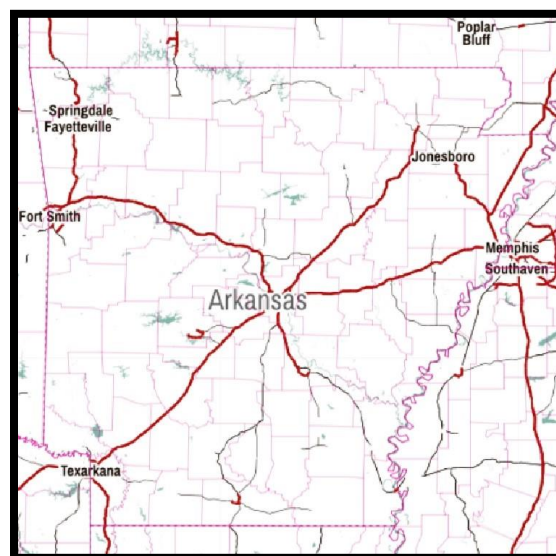 Poplar
Bluff
Springdale
Fayetteville
Jonesboro
Fort Smith
Memphis
Southaven
Arkansas
Texarkana